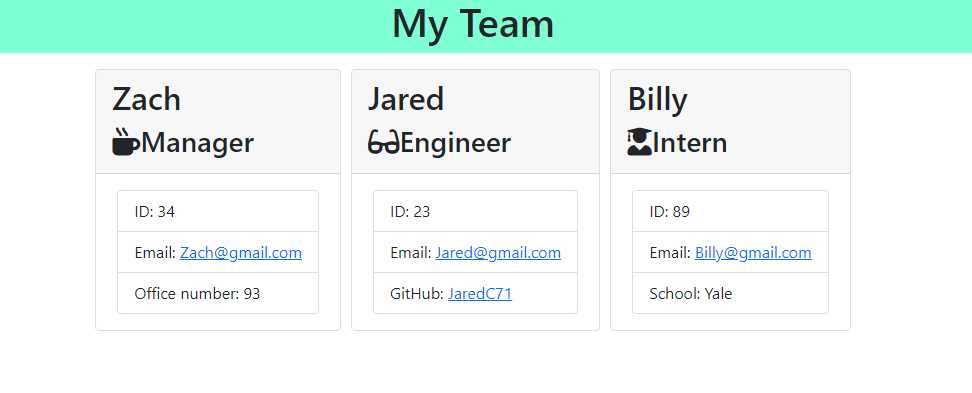 My Team
Zach
Manager
ID: 34
Email: Zach@gmail.com
Office number: 93
Jared
Engineer
ID: 23
Email: Jared@gmail.com
GitHub: JaredC71
Billy
Intern
ID: 89
Email: Billy@gmail.com
School: Yale